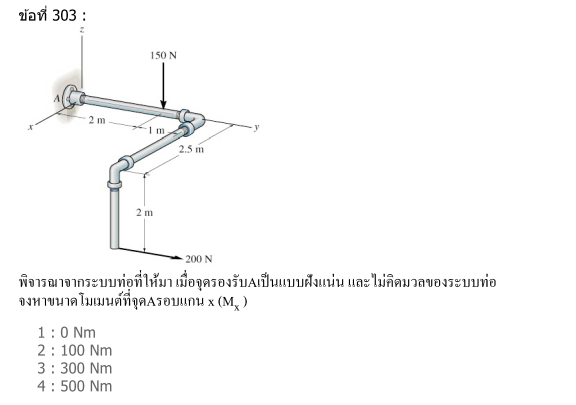 ข้อที่ 303 :
z
150 N
A
2 m
1 m
y
x
2.5 m
2 m
200 N
พิจารณาจากระบบท่อที่ให้มา เมื่อจุดรองรับAเป็นแบบฝังแน่น และไม่คิดมวลของระบบท่อ
จงหาขนาดโมเมนต์ที่จุดAรอบแกน x (Mx )
1 : 0 Nm
2 : 100 Nm
3 : 300 Nm
4 : 500 Nm